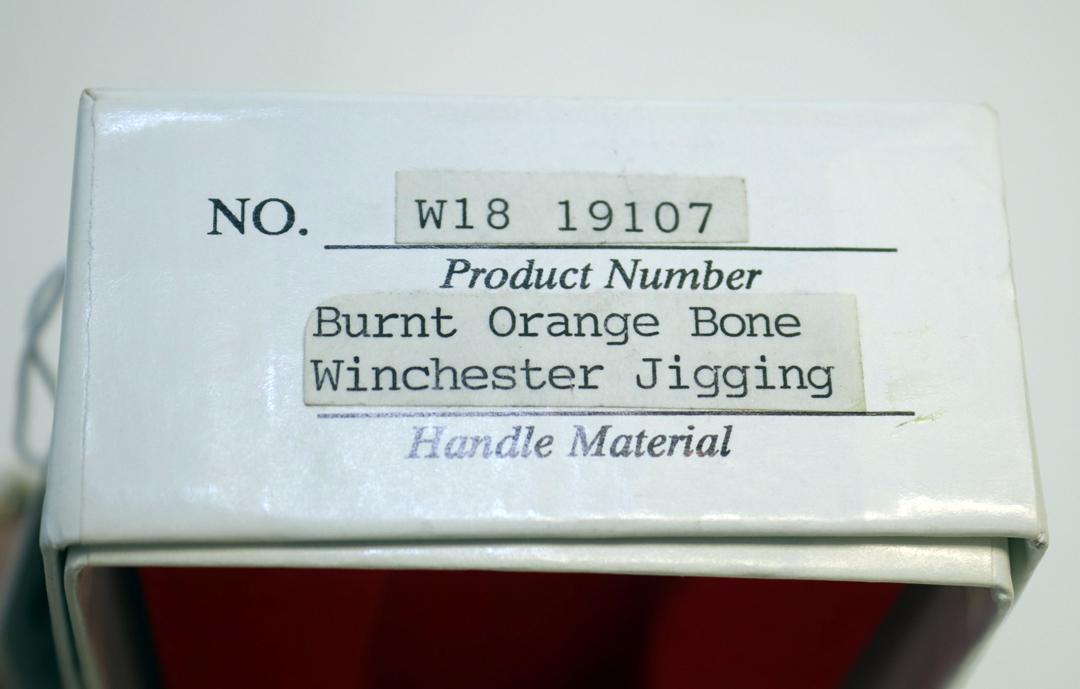 NO. W18 19107
Product Number
Burnt Orange Bone
Winchester Jigging
Handle Material